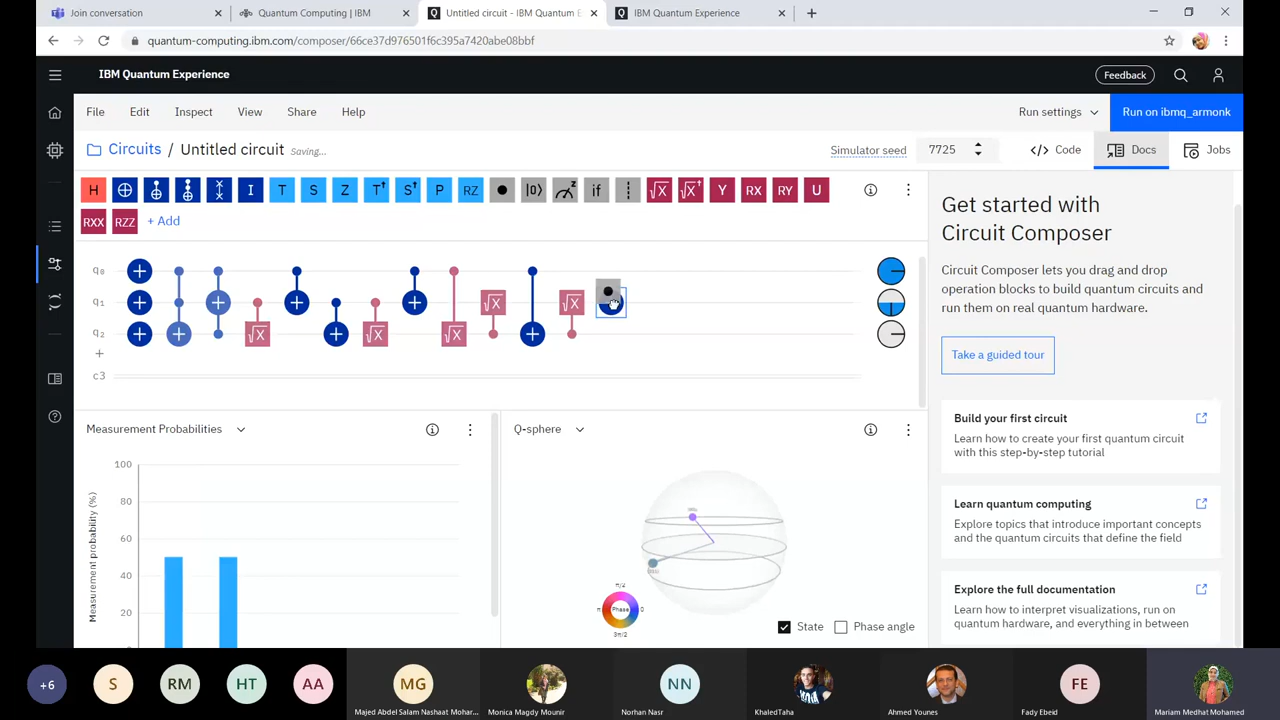 Join conversation
Quantum Computing | IBM
Untitled circuit - IBM Quantum E
IBM Quantum Experience
quantum-computing.ibm.com/composer/66ce37d976501f6c395a7420abe08bbf
IBM Quantum Experience
Feedback
File Edit Inspect View Share Help
Run settings
Run on ibmq_armonk
Circuits / Untitled circuit Saving...
Simulator seed 7725
</> Code
Docs
Jobs
H I T S Z T† S† P RZ |0⟩ z if √X √X† Y RX RY U
RXX RZZ + Add
q0
q1 √X √X
q2 √X √X √X
+
c3
Get started with
Circuit Composer
Circuit Composer lets you drag and drop
operation blocks to build quantum circuits and
run them on real quantum hardware.
Take a guided tour
Build your first circuit
Learn how to create your first quantum circuit
with this step-by-step tutorial
Learn quantum computing
Explore topics that introduce important concepts
and the quantum circuits that define the field
Explore the full documentation
Learn how to interpret visualizations, run on
quantum hardware, and everything in between
Measurement Probabilities
Measurement probability (%)
100
80
60
40
20
Q-sphere
π/2
π Phase 0
3π/2
State
Phase angle
+6
S
RM
HT
AA
MG
Majed Abdel Salam Nashaat Mohar...
Monica Magdy Mounir
NN
Norhan Nasr
KhaledTaha
Ahmed Younes
FE
Fady Ebeid
Mariam Medhat Mohamed